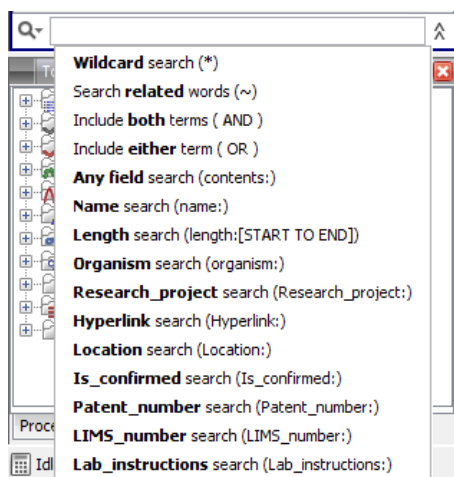 Wildcard search (*)
Search related words (~)
Include both terms ( AND )
Include either term ( OR )
Any field search (contents:)
Name search (name:)
Length search (length:[START TO END])
Organism search (organism:)
Research_project search (Research_project:)
Hyperlink search (Hyperlink:)
Location search (Location:)
Is_confirmed search (Is_confirmed:)
Patent_number search (Patent_number:)
LIMS_number search (LIMS_number:)
Lab_instructions search (Lab_instructions:)